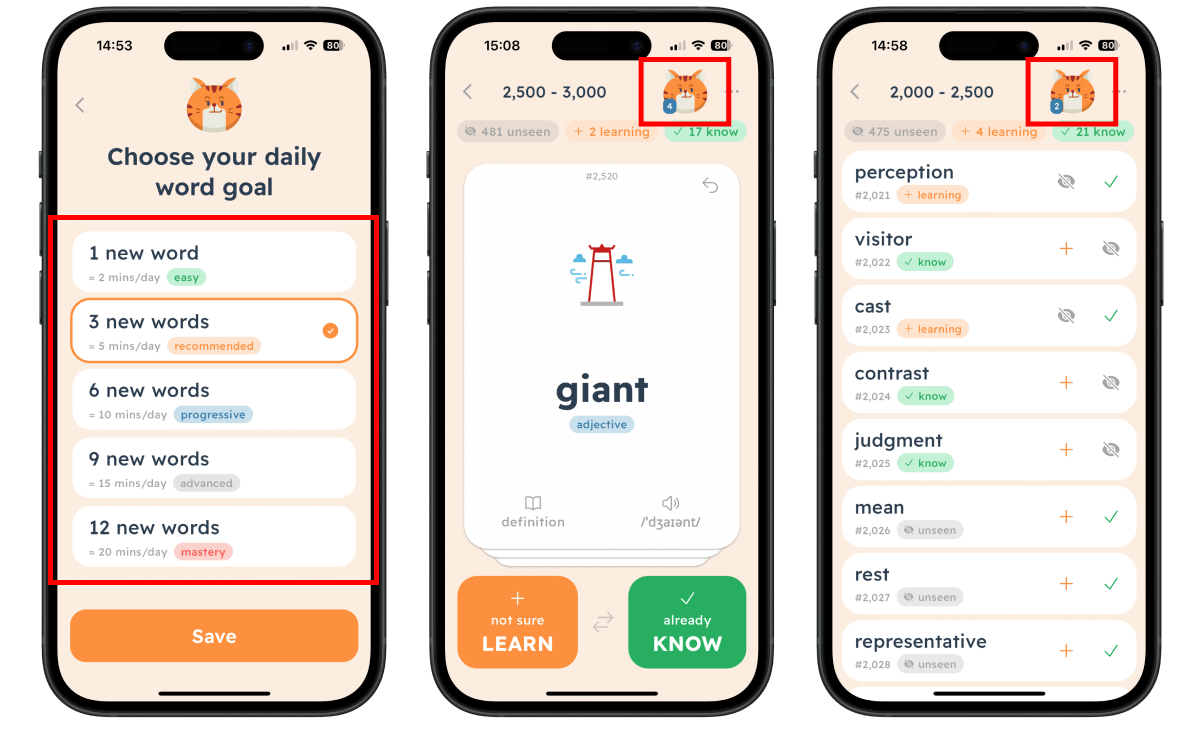 14:53
80
Choose your daily
word goal
1 new word
≈ 2 mins/day easy
3 new words
≈ 5 mins/day recommended
6 new words
≈ 10 mins/day progressive
9 new words
≈ 15 mins/day advanced
12 new words
≈ 20 mins/day mastery
Save
15:08
80
2,500 - 3,000
4
481 unseen + 2 learning ✓ 17 know
#2,520
giant
adjective
definition
/ˈdʒaɪənt/
+
not sure
LEARN
✓
already
KNOW
14:58
80
2,000 - 2,500
2
475 unseen + 4 learning ✓ 21 know
perception
#2,021 + learning
visitor
#2,022 ✓ know
cast
#2,023 + learning
contrast
#2,024 ✓ know
judgment
#2,025 ✓ know
mean
#2,026 unseen
rest
#2,027 unseen
representative
#2,028 unseen